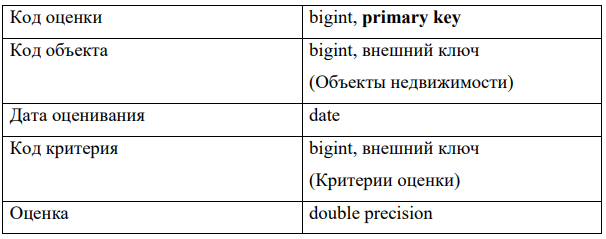 Код оценки bigint, primary key
Код объекта bigint, внешний ключ
(Объекты недвижимости)
Дата оценивания date
Код критерия bigint, внешний ключ
(Критерии оценки)
Оценка double precision